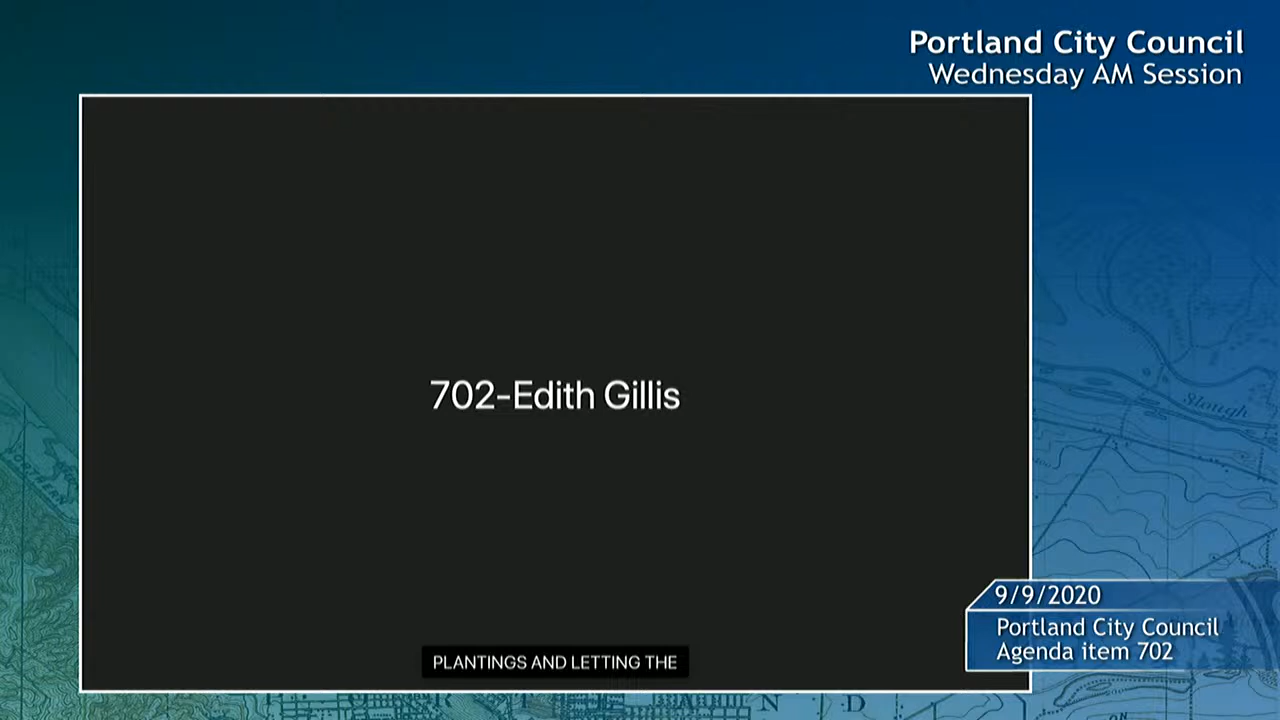 Portland City Council
Wednesday AM Session
Slough
702-Edith Gillis
9/9/2020
Portland City Council
Agenda item 702
PLANTINGS AND LETTING THE